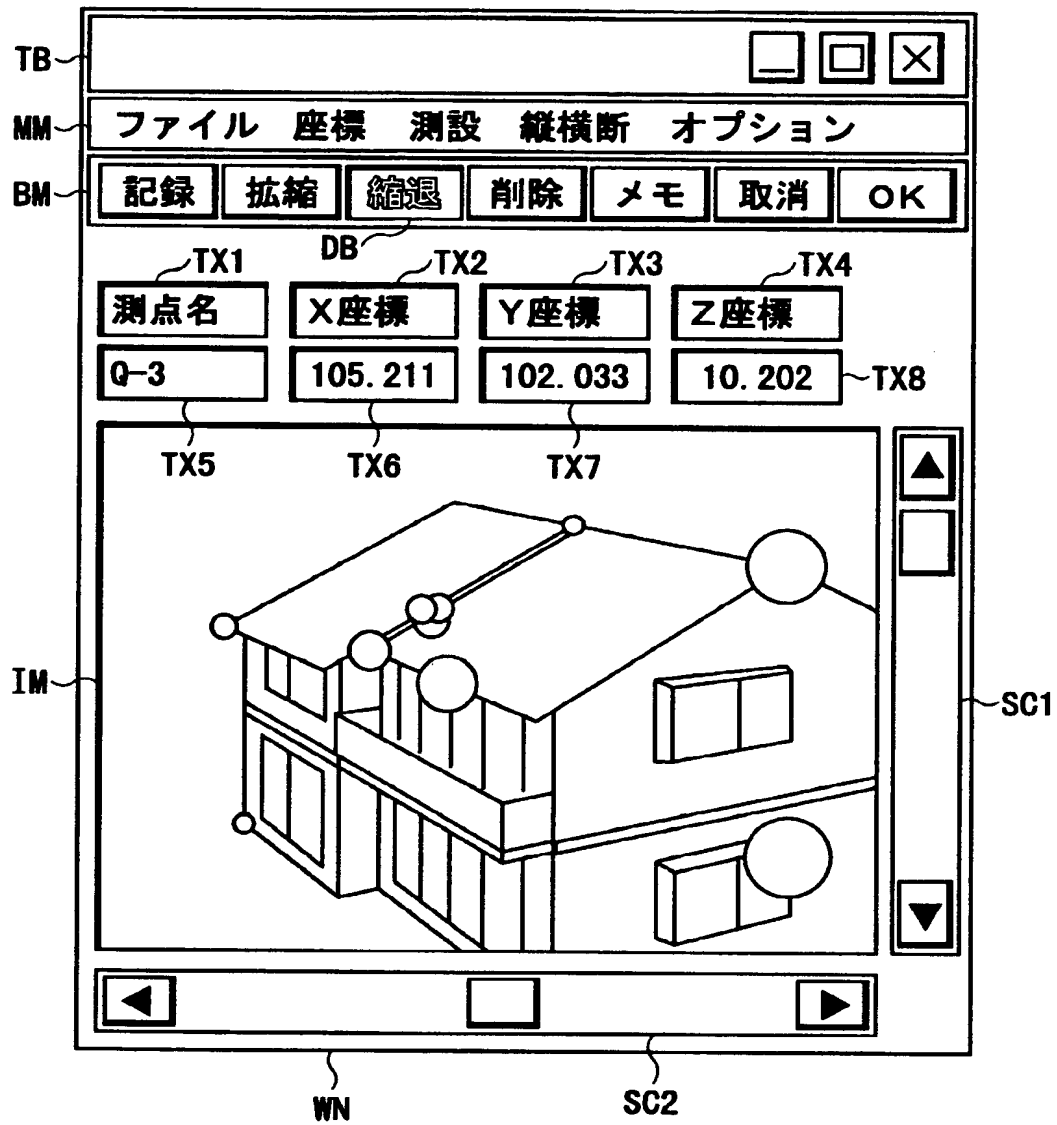 TB
MM ファイル 座標 測設 縦横断 オプション
BM 記録 拡縮 縮退 削除 メモ 取消 OK
DB
TX1 TX2 TX3 TX4
測点名 X座標 Y座標 Z座標
Q-3 105.211 102.033 10.202 TX8
TX5 TX6 TX7
IM
SC1
WN SC2